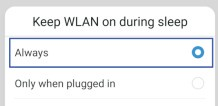 Keep WLAN on during sleep
Always
Only when plugged in